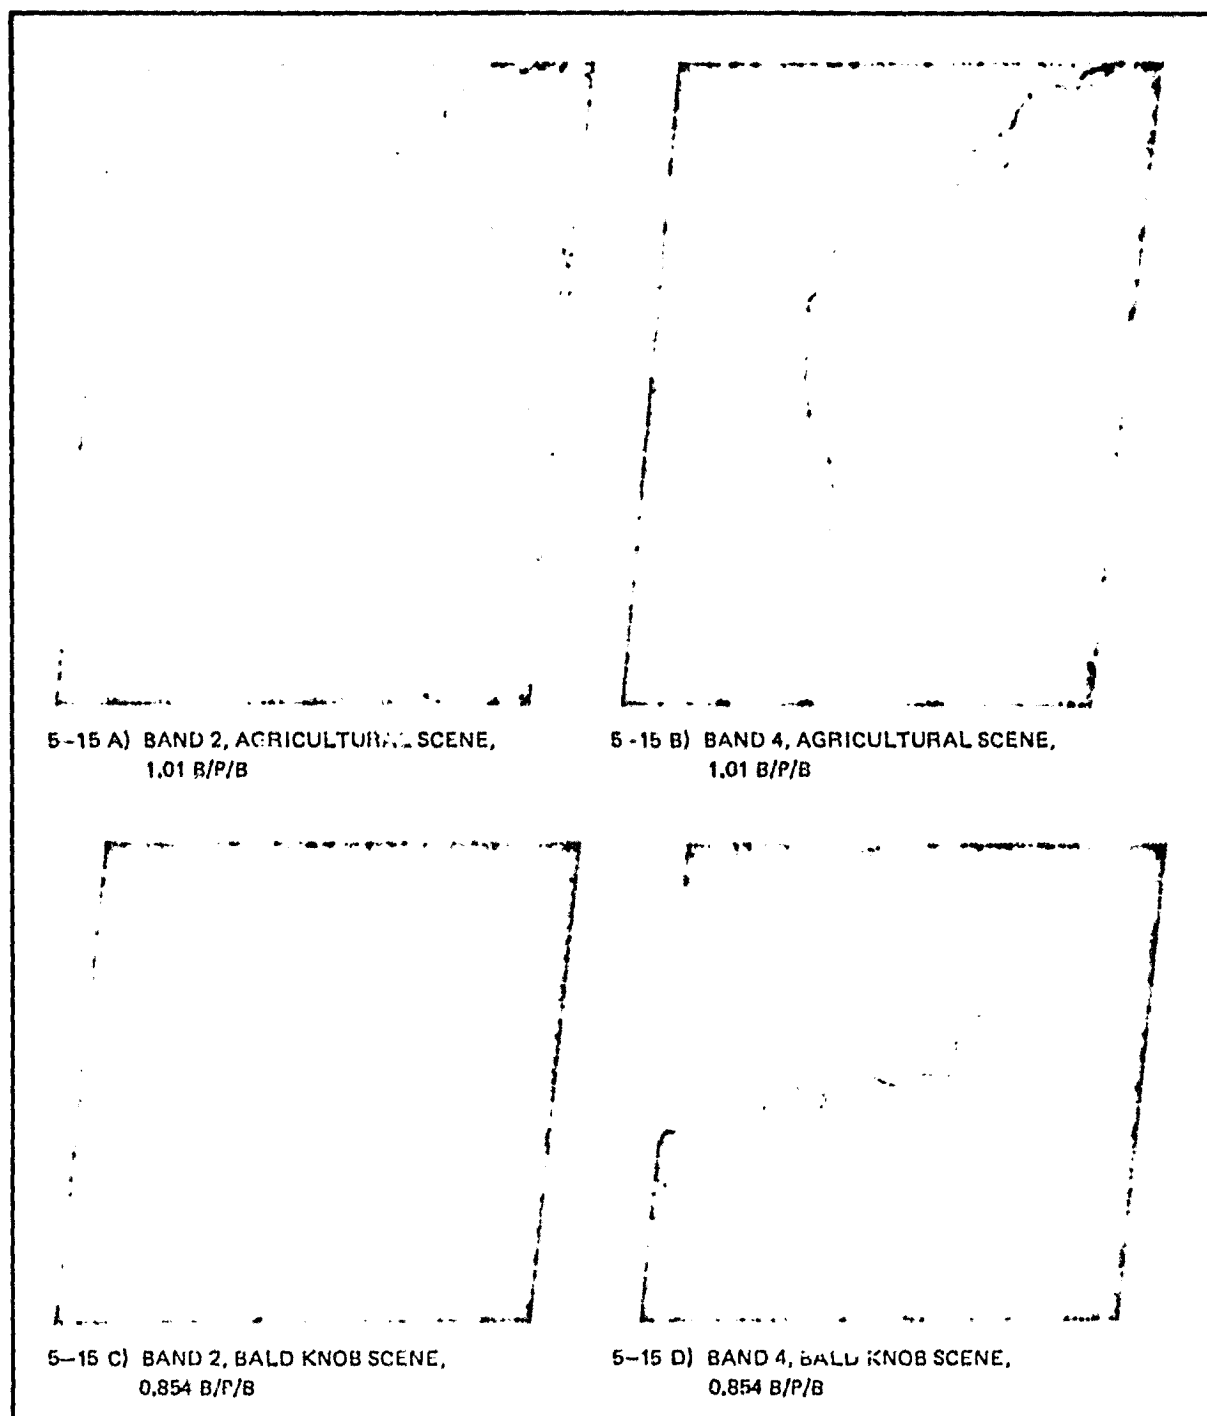 5-15 A) BAND 2, AGRICULTURAL SCENE,
1.01 B/P/B
5-15 B) BAND 4, AGRICULTURAL SCENE,
1.01 B/P/B
5-15 C) BAND 2, BALD KNOB SCENE,
0.854 B/P/B
5-15 D) BAND 4, BALD KNOB SCENE,
0.854 B/P/B